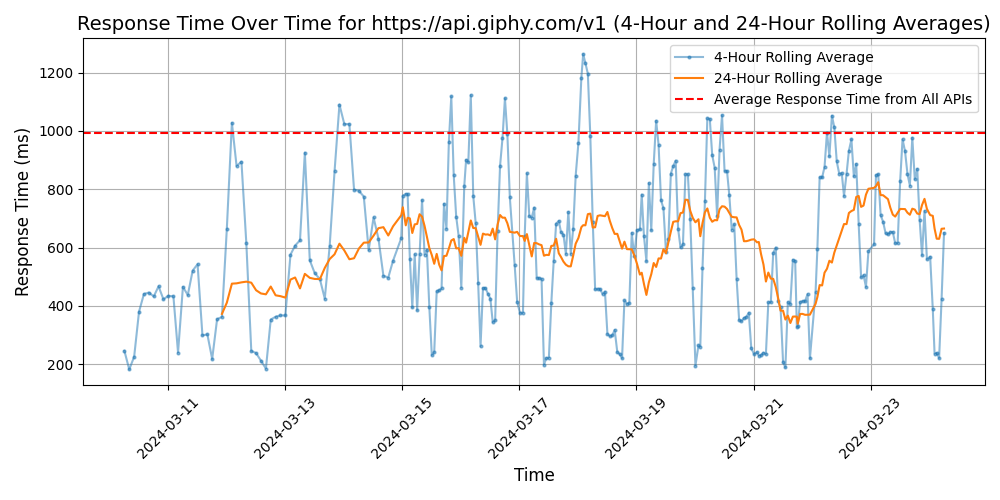 Response Time Over Time for https://api.giphy.com/v1 (4-Hour and 24-Hour Rolling Averages)
4-Hour Rolling Average
24-Hour Rolling Average
Average Response Time from All APIs
Response Time (ms)
1200
1000
800
600
400
200
2024-03-11
2024-03-13
2024-03-15
2024-03-17
2024-03-19
2024-03-21
2024-03-23
Time